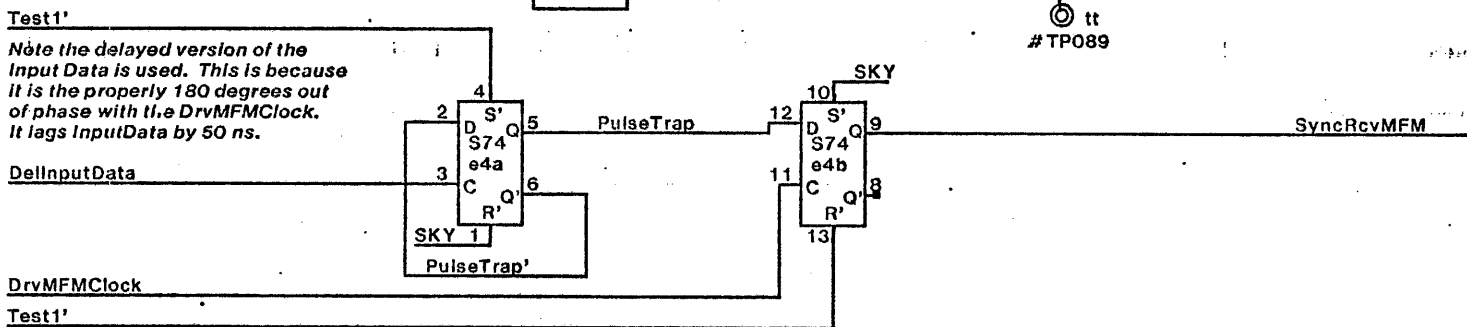 Test1'
tt
#TP089
Note the delayed version of the
Input Data is used. This is because
it is the properly 180 degrees out
of phase with the DrvMFMClock.
It lags InputData by 50 ns.
SKY
4
S'
2
D
Q
5
S74
e4a
PulseTrap
10
S'
12
D
Q
9
S74
e4b
SyncRcvMFM
DelInputData
3
C
Q'
6
R'
SKY 1
11
C
Q'
8
R'
13
PulseTrap'
DrvMFMClock
Test1'